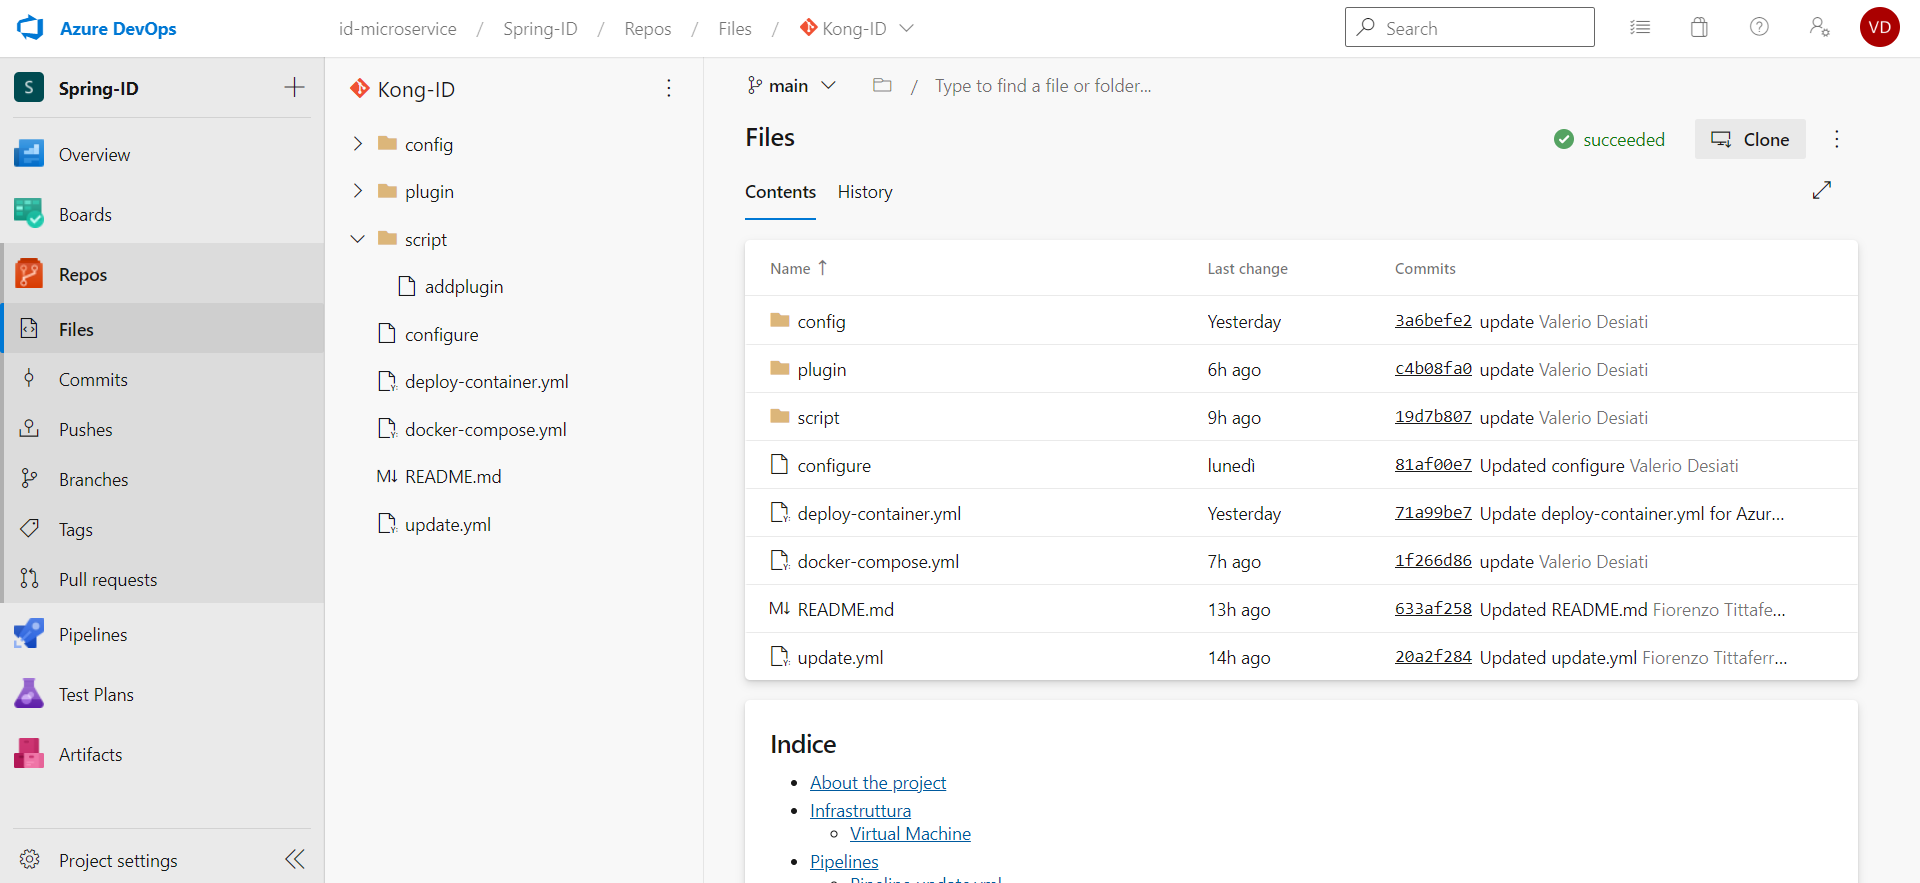 Azure DevOps
id-microservice / Spring-ID / Repos / Files / Kong-ID
Search
VD
S Spring-ID
Overview
Boards
Repos
Files
Commits
Pushes
Branches
Tags
Pull requests
Pipelines
Test Plans
Artifacts
Project settings
Kong-ID
config
plugin
script
addplugin
configure
deploy-container.yml
docker-compose.yml
README.md
update.yml
main / Type to find a file or folder...
Files
succeeded
Clone
Contents History
Name Last change Commits
config Yesterday 3a6befe2 update Valerio Desiati
plugin 6h ago c4b08fa0 update Valerio Desiati
script 9h ago 19d7b807 update Valerio Desiati
configure lunedì 81af00e7 Updated configure Valerio Desiati
deploy-container.yml Yesterday 71a99be7 Update deploy-container.yml for Azur...
docker-compose.yml 7h ago 1f266d86 update Valerio Desiati
M↓ README.md 13h ago 633af258 Updated README.md Fiorenzo Tittafe...
update.yml 14h ago 20a2f284 Updated update.yml Fiorenzo Tittaferr...
Indice
About the project
Infrastruttura
Virtual Machine
Pipelines
Pipeline update.yml